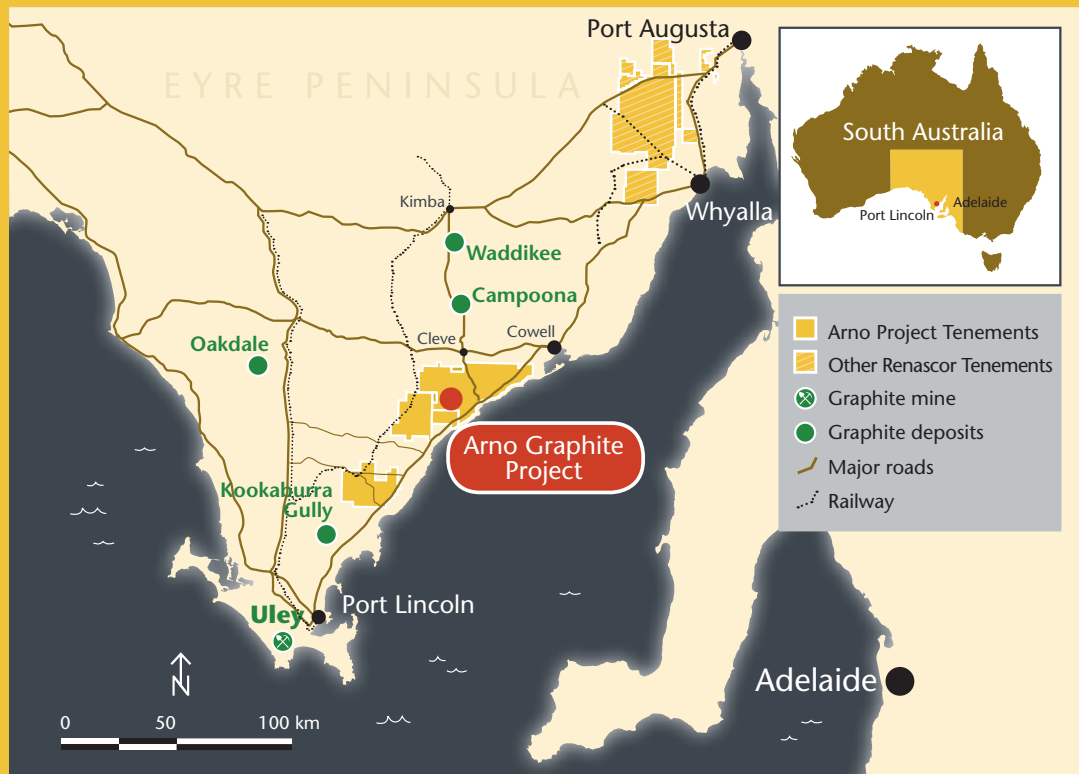 Port Augusta
EYRE PENINSULA
South Australia
Adelaide
Port Lincoln
Kimba
Whyalla
Waddikee
Campoona
Oakdale
Cleve
Cowell
Arno Graphite
Project
Kookaburra
Gully
Uley
Port Lincoln
Adelaide
N
0 50 100 km
Arno Project Tenements
Other Renascor Tenements
Graphite mine
Graphite deposits
Major roads
Railway